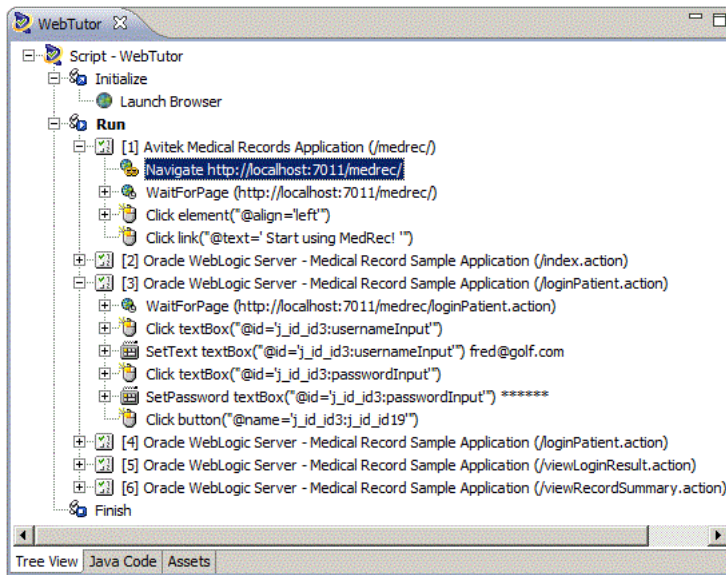 WebTutor
Script - WebTutor
Initialize
Launch Browser
Run
[1] Avitek Medical Records Application (/medrec/)
Navigate http://localhost:7011/medrec/
WaitForPage (http://localhost:7011/medrec/)
Click element("@align='left'")
Click link("@text=' Start using MedRec! '")
[2] Oracle WebLogic Server - Medical Record Sample Application (/index.action)
[3] Oracle WebLogic Server - Medical Record Sample Application (/loginPatient.action)
WaitForPage (http://localhost:7011/medrec/loginPatient.action)
Click textBox("@id='j_id_id3:usernameInput'")
SetText textBox("@id='j_id_id3:usernameInput'") fred@golf.com
Click textBox("@id='j_id_id3:passwordInput'")
SetPassword textBox("@id='j_id_id3:passwordInput'") ******
Click button("@name='j_id_id3:j_id_id19'")
[4] Oracle WebLogic Server - Medical Record Sample Application (/loginPatient.action)
[5] Oracle WebLogic Server - Medical Record Sample Application (/viewLoginResult.action)
[6] Oracle WebLogic Server - Medical Record Sample Application (/viewRecordSummary.action)
Finish
Tree View Java Code Assets